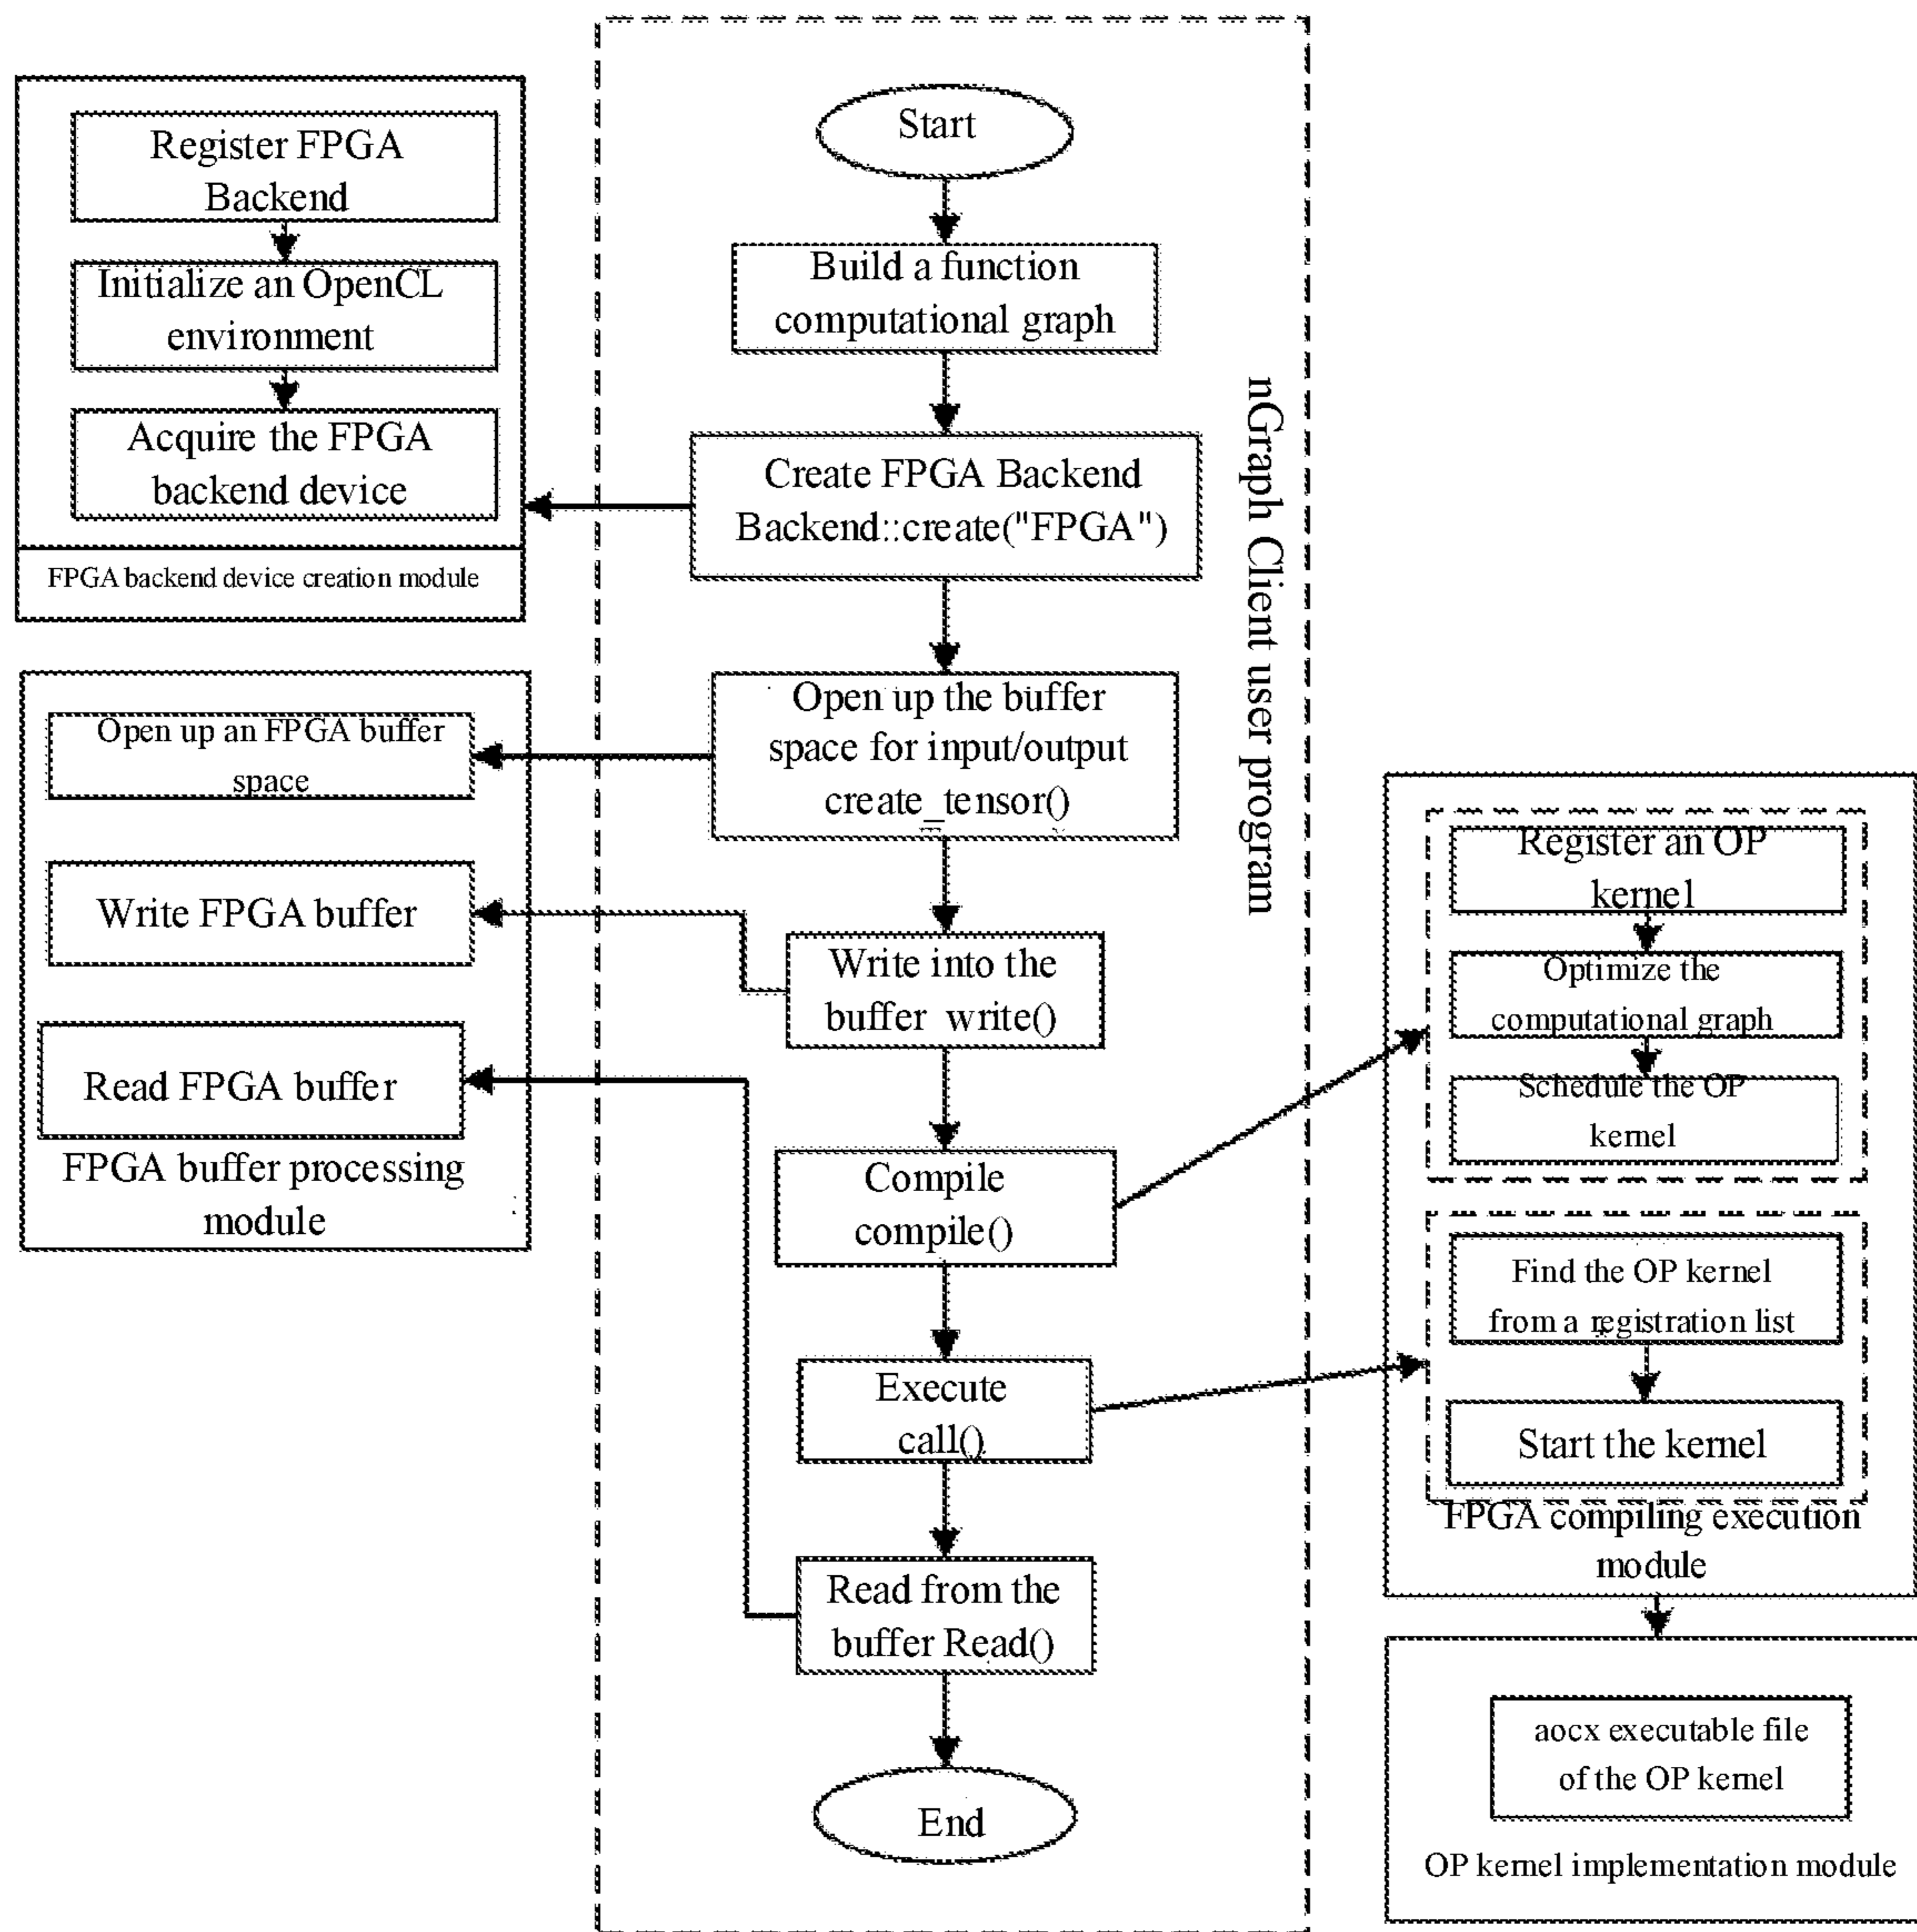 Register FPGA
Backend
Initialize an OpenCL
environment
Acquire the FPGA
backend device
FPGA backend device creation module
Open up an FPGA buffer
space
Write FPGA buffer
Read FPGA buffer
FPGA buffer processing
module
Start
Build a function
computational graph
Create FPGA Backend
Backend::create("FPGA")
Open up the buffer
space for input/output
create_tensor()
Write into the
buffer write()
Compile
compile()
Execute
call()
Read from the
buffer Read()
End
nGraph Client user program
Register an OP
kernel
Optimize the
computational graph
Schedule the OP
kernel
Find the OP kernel
from a registration list
Start the kernel
FPGA compiling execution
module
aocx executable file
of the OP kernel
OP kernel implementation module